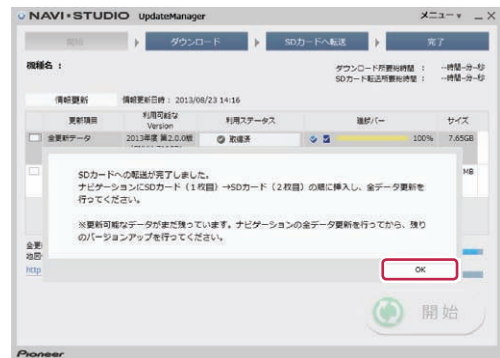 NAVI•STUDIO UpdateManager
メニュー
開始
ダウンロード
SDカードへ転送
完了
機種名 :
ダウンロード所要時間 : --時間--分--秒
SDカード転送所要時間 : --時間--分--秒
情報更新
情報更新日時 : 2013/08/23 14:16
更新項目
利用可能な
Version
利用ステータス
進捗バー
サイズ
全更新データ
2013年度 第2.0.0版
取得済
100%
7.65GB
MB
SDカードへの転送が完了しました。
ナビゲーションにSDカード（1枚目）→SDカード（2枚目）の順に挿入し、全データ更新を
行ってください。
※更新可能なデータがまだ残っています。ナビゲーションの全データ更新を行ってから、残り
のバージョンアップを行ってください。
OK
全更
地図
http
開始
Pioneer